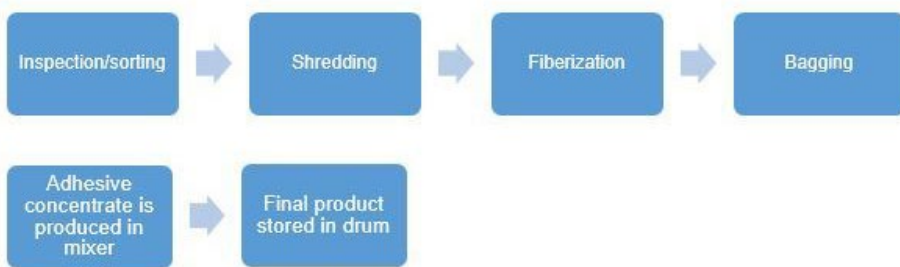 Inspection/sorting
Shredding
Fiberization
Bagging
Adhesive
concentrate is
produced in
mixer
Final product
stored in drum